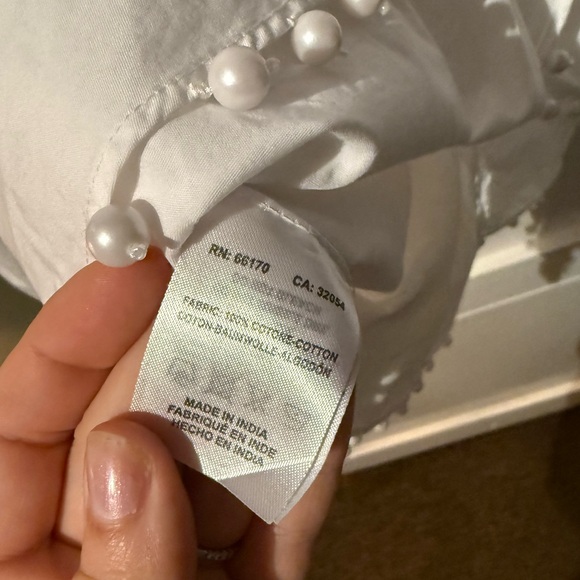 RN: 66170 CA: 32054
FABRIC: 100% COTONE-COTTON
COTON-BAUMWOLLE-ALGODON
MADE IN INDIA
FABRIQUÉ EN INDE
HECHO EN INDIA